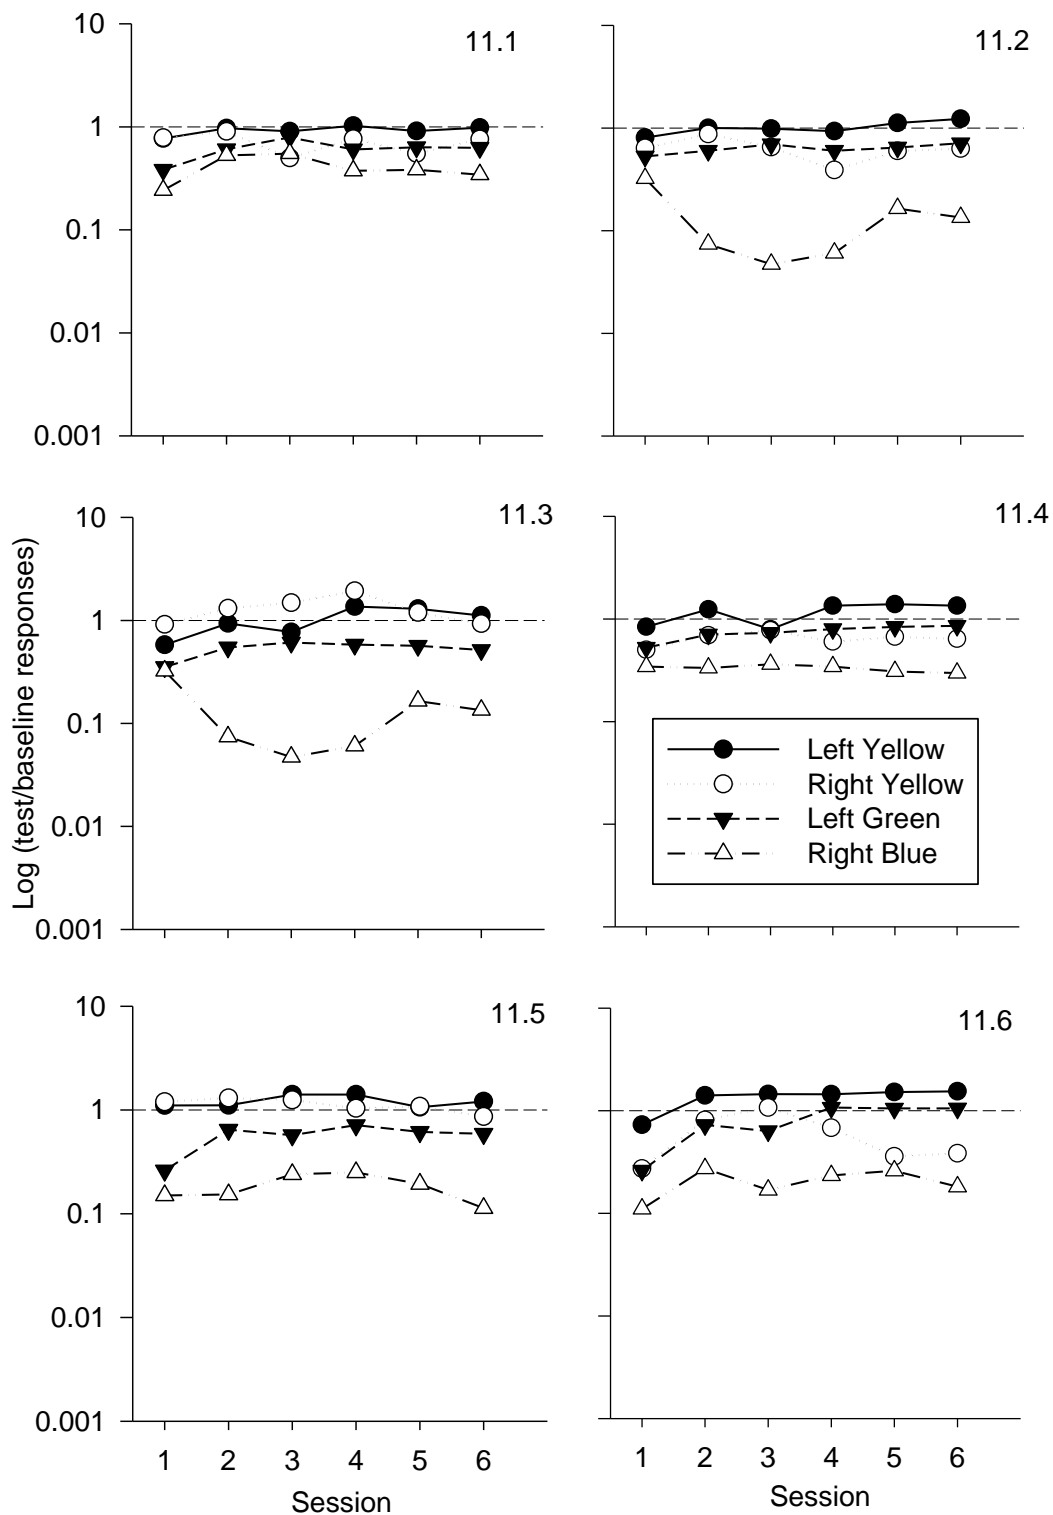 10
1
0.1
0.01
0.001
11.1
11.2
Log (test/baseline responses)
10
1
0.1
0.01
0.001
11.3
11.4
Left Yellow
Right Yellow
Left Green
Right Blue
10
1
0.1
0.01
0.001
11.5
11.6
1 2 3 4 5 6
Session
1 2 3 4 5 6
Session